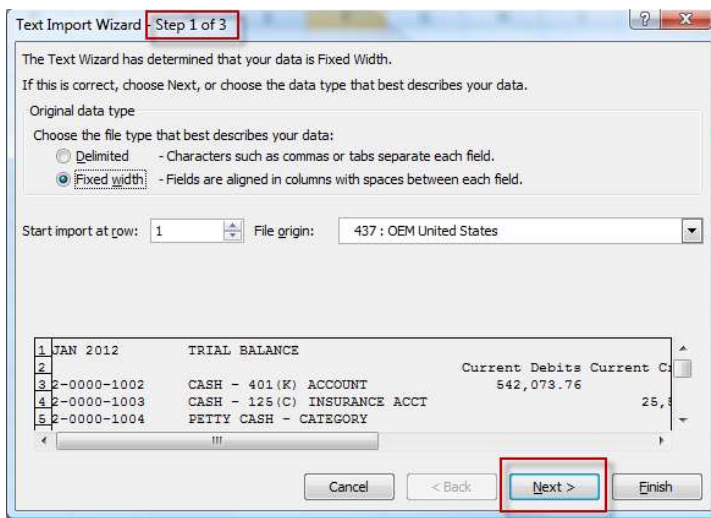 Text Import Wizard - Step 1 of 3
The Text Wizard has determined that your data is Fixed Width.
If this is correct, choose Next, or choose the data type that best describes your data.
Original data type
Choose the file type that best describes your data:
Delimited - Characters such as commas or tabs separate each field.
Fixed width - Fields are aligned in columns with spaces between each field.
Start import at row: 1 File origin: 437 : OEM United States
1 JAN 2012 TRIAL BALANCE
2 Current Debits Current
3 2-0000-1002 CASH - 401(K) ACCOUNT 542,073.76
4 2-0000-1003 CASH - 125(C) INSURANCE ACCT 25,
5 2-0000-1004 PETTY CASH - CATEGORY
Cancel < Back Next > Finish